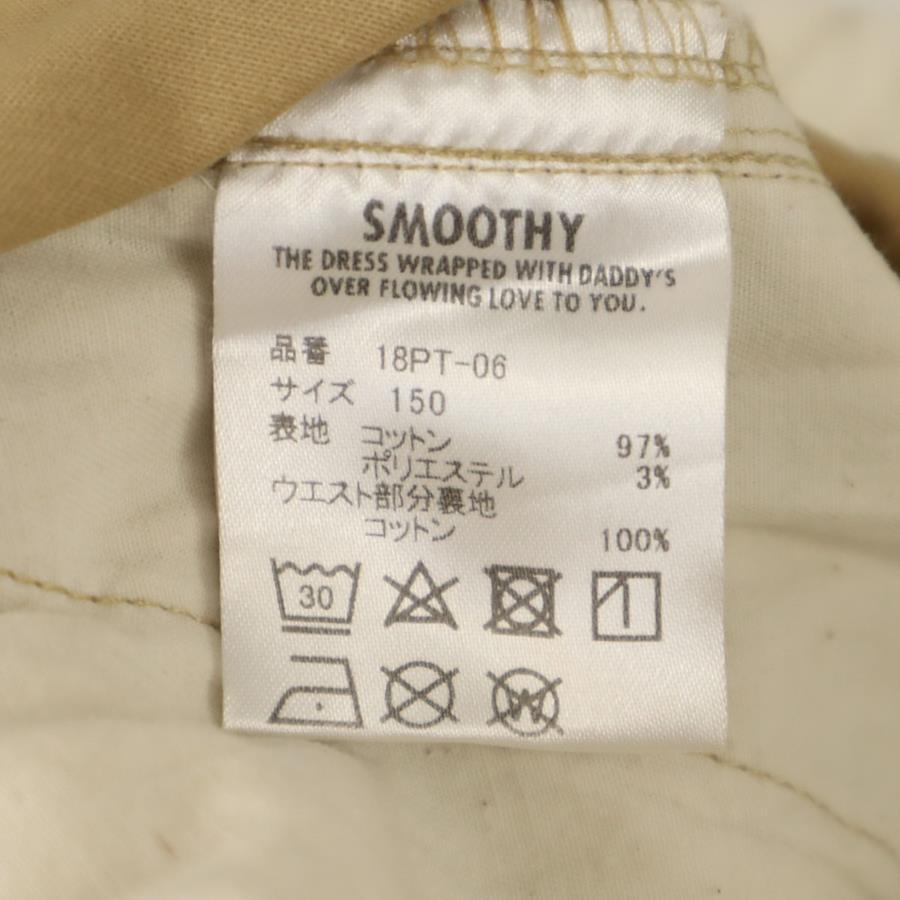 SMOOTHY
THE DRESS WRAPPED WITH DADDY'S
OVER FLOWING LOVE TO YOU.
品番 18PT-06
サイズ 150
表地 コットン 97%
ポリエステル 3%
ウエスト部分裏地
コットン 100%
30
W